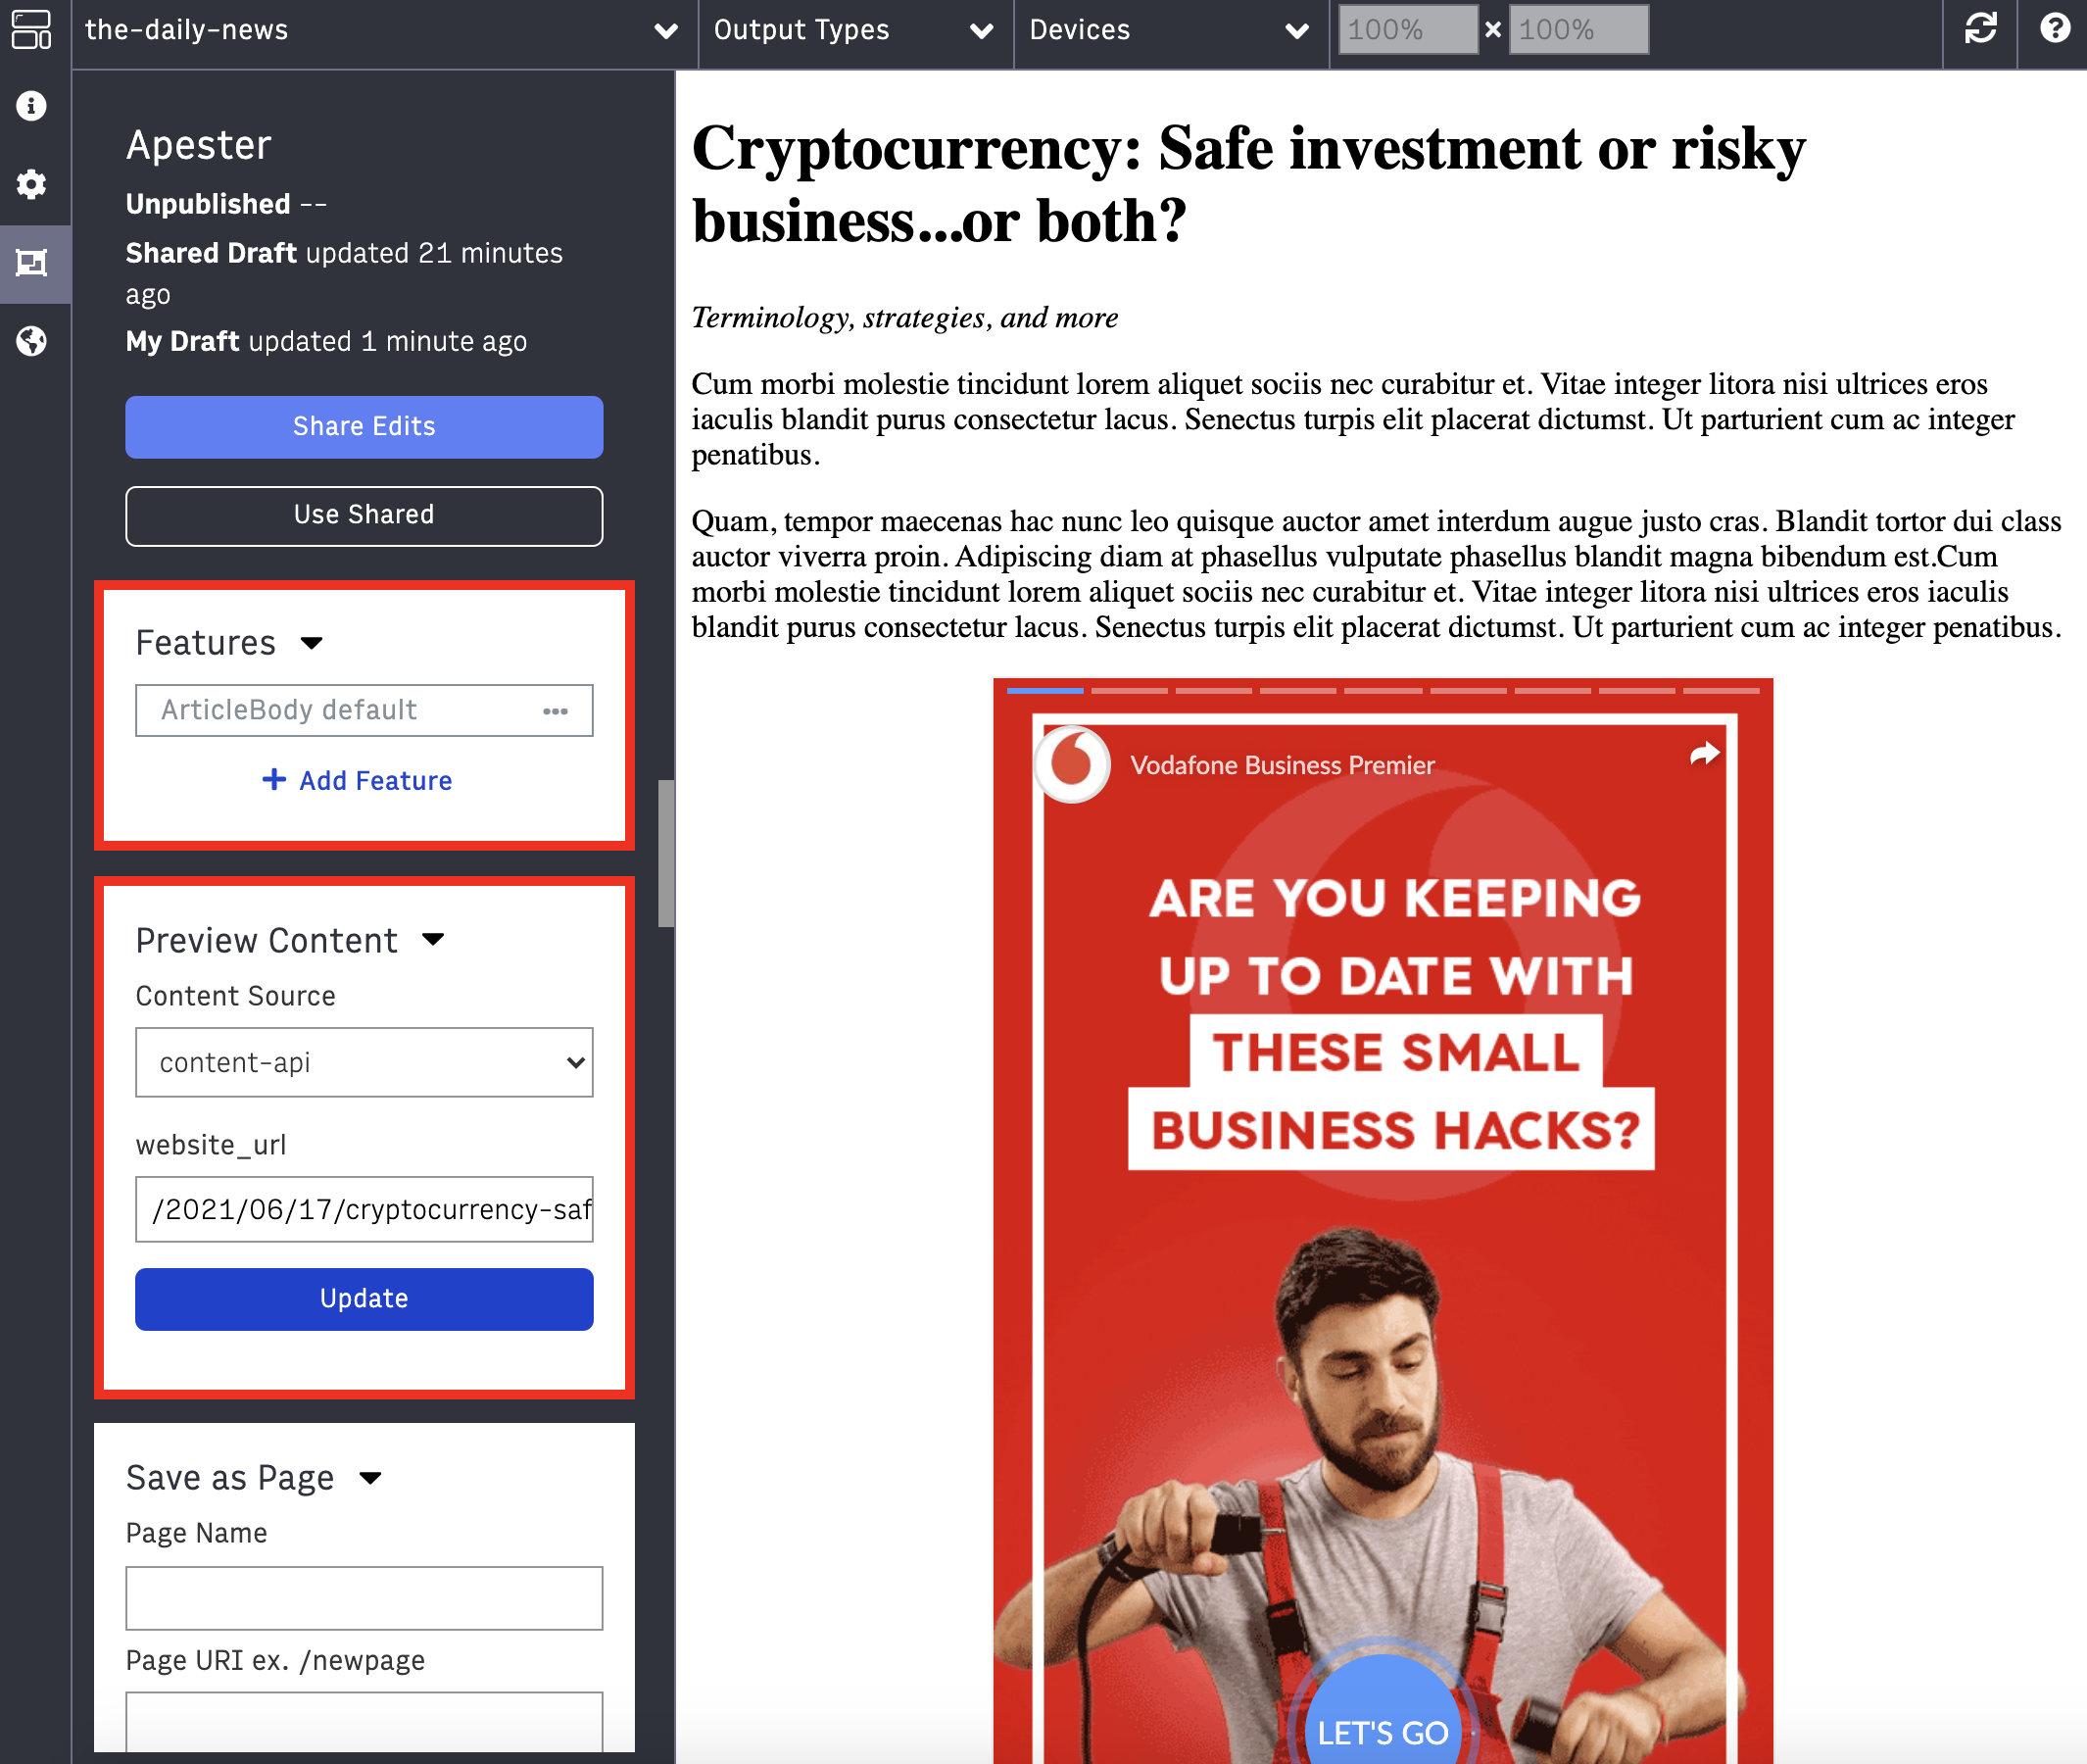 the-daily-news
Output Types
Devices
100% × 100%
Apester
Unpublished --
Shared Draft updated 21 minutes
ago
My Draft updated 1 minute ago
Share Edits
Use Shared
Features
ArticleBody default
+ Add Feature
Preview Content
Content Source
content-api
website_url
/2021/06/17/cryptocurrency-saf
Update
Save as Page
Page Name
Page URI ex. /newpage
Cryptocurrency: Safe investment or risky
business...or both?
Terminology, strategies, and more
Cum morbi molestie tincidunt lorem aliquet sociis nec curabitur et. Vitae integer litora nisi ultrices eros
iaculis blandit purus consectetur lacus. Senectus turpis elit placerat dictumst. Ut parturient cum ac integer
penatibus.
Quam, tempor maecenas hac nunc leo quisque auctor amet interdum augue justo cras. Blandit tortor dui class
auctor viverra proin. Adipiscing diam at phasellus vulputate phasellus blandit magna bibendum est.Cum
morbi molestie tincidunt lorem aliquet sociis nec curabitur et. Vitae integer litora nisi ultrices eros iaculis
blandit purus consectetur lacus. Senectus turpis elit placerat dictumst. Ut parturient cum ac integer penatibus.
Vodafone Business Premier
ARE YOU KEEPING
UP TO DATE WITH
THESE SMALL
BUSINESS HACKS?
LET'S GO